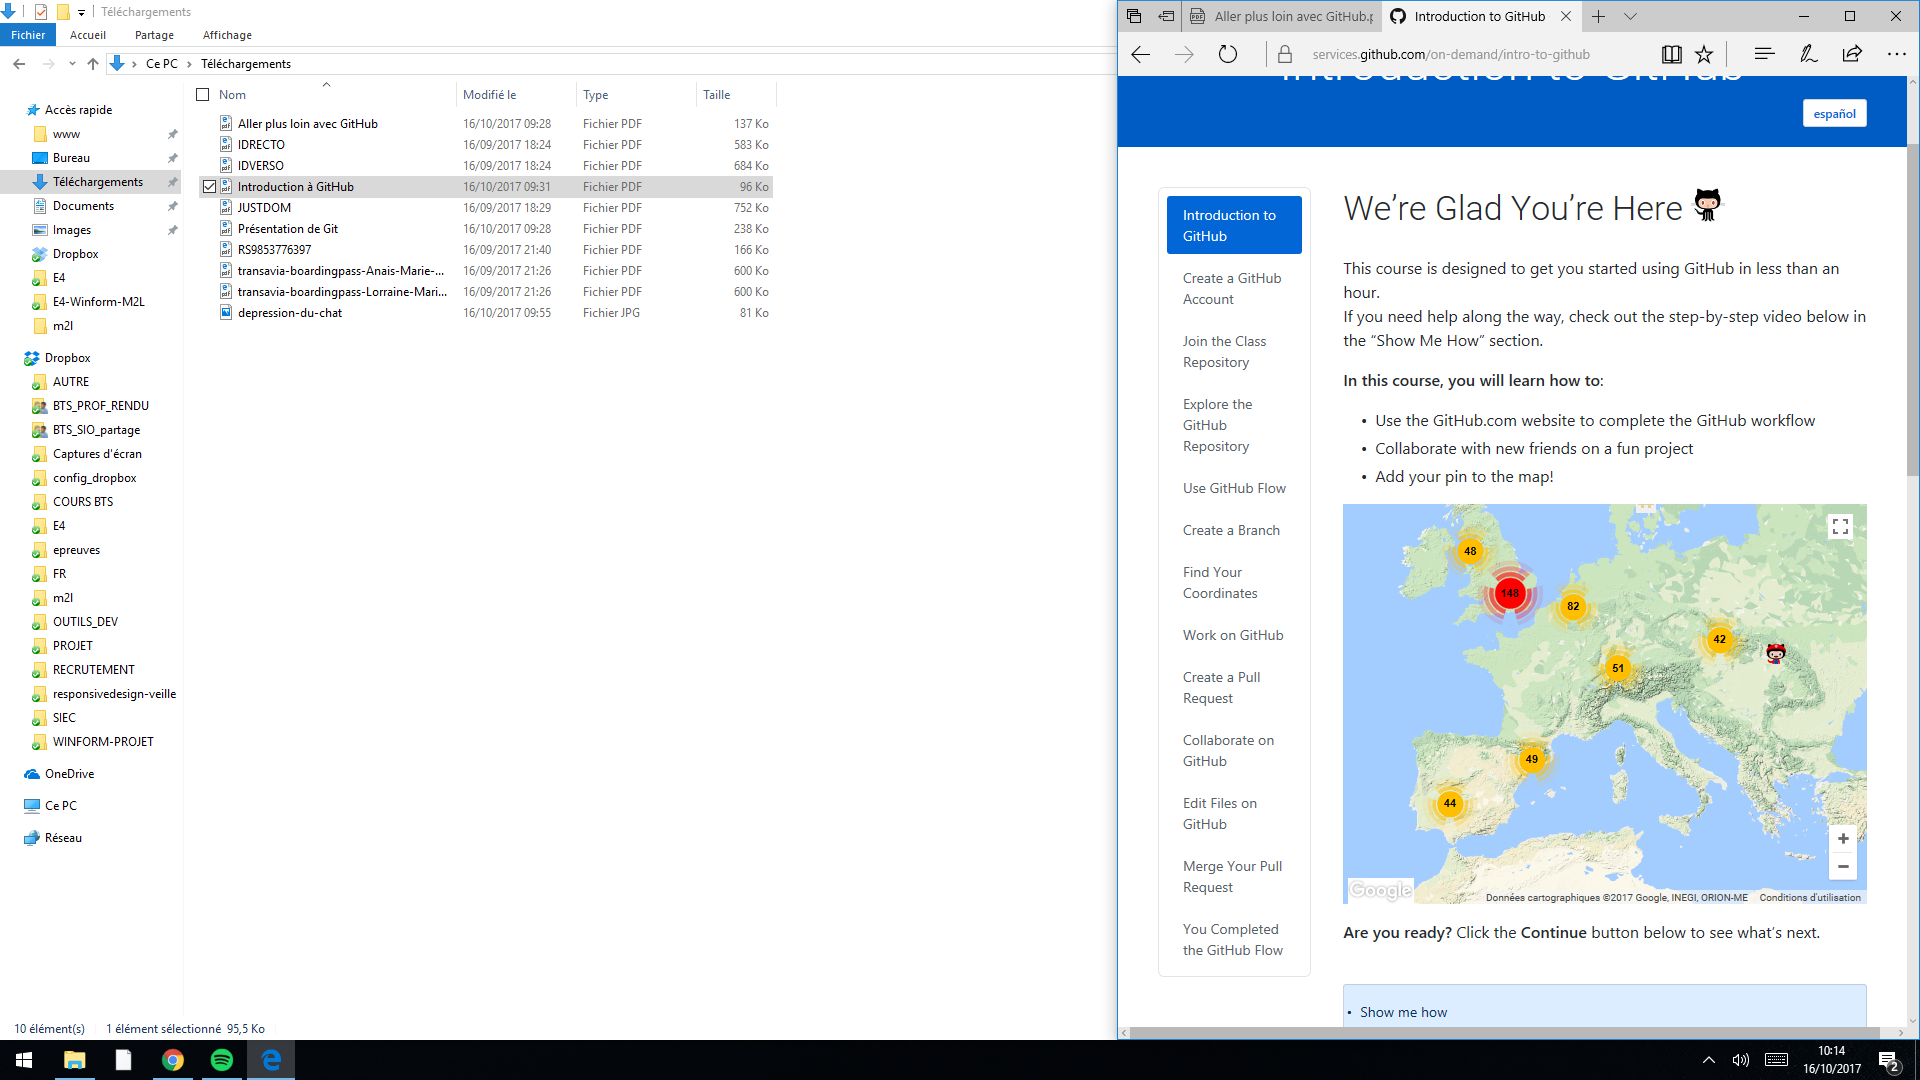 Téléchargements
Fichier
Accueil
Partage
Affichage
Ce PC
Téléchargements
Accès rapide
www
Bureau
Téléchargements
Documents
Images
Dropbox
E4
E4-Winform-M2L
m2l
Dropbox
AUTRE
BTS_PROF_RENDU
BTS_SIO_partage
Captures d'écran
config_dropbox
COURS BTS
E4
epreuves
FR
m2l
OUTILS_DEV
PROJET
RECRUTEMENT
responsivedesign-veille
SIEC
WINFORM-PROJET
OneDrive
Ce PC
Réseau
Nom Modifié le Type Taille
Aller plus loin avec GitHub 16/10/2017 09:28 Fichier PDF 137 Ko
IDRECTO 16/09/2017 18:24 Fichier PDF 583 Ko
IDVERSO 16/09/2017 18:24 Fichier PDF 684 Ko
Introduction à GitHub 16/10/2017 09:31 Fichier PDF 96 Ko
JUSTDOM 16/09/2017 18:29 Fichier PDF 752 Ko
Présentation de Git 16/10/2017 09:28 Fichier PDF 238 Ko
RS9853776397 16/09/2017 21:40 Fichier PDF 166 Ko
transavia-boardingpass-Anais-Marie-... 16/09/2017 21:26 Fichier PDF 600 Ko
transavia-boardingpass-Lorraine-Mari... 16/09/2017 21:26 Fichier PDF 600 Ko
depression-du-chat 16/10/2017 09:55 Fichier JPG 81 Ko
10 élément(s) 1 élément sélectionné 95,5 Ko
Aller plus loin avec GitHub.p
Introduction to GitHub
services.github.com/on-demand/intro-to-github
Introduction to GitHub
español
Introduction to
GitHub
Create a GitHub
Account
Join the Class
Repository
Explore the
GitHub
Repository
Use GitHub Flow
Create a Branch
Find Your
Coordinates
Work on GitHub
Create a Pull
Request
Collaborate on
GitHub
Edit Files on
GitHub
Merge Your Pull
Request
You Completed
the GitHub Flow
We're Glad You're Here
This course is designed to get you started using GitHub in less than an
hour.
If you need help along the way, check out the step-by-step video below in
the “Show Me How” section.
In this course, you will learn how to:
• Use the GitHub.com website to complete the GitHub workflow
• Collaborate with new friends on a fun project
• Add your pin to the map!
48
148
82
42
51
49
44
+
−
Google
Données cartographiques ©2017 Google, INEGI, ORION-ME Conditions d'utilisation
Are you ready? Click the Continue button below to see what's next.
• Show me how
10:14
16/10/2017
2